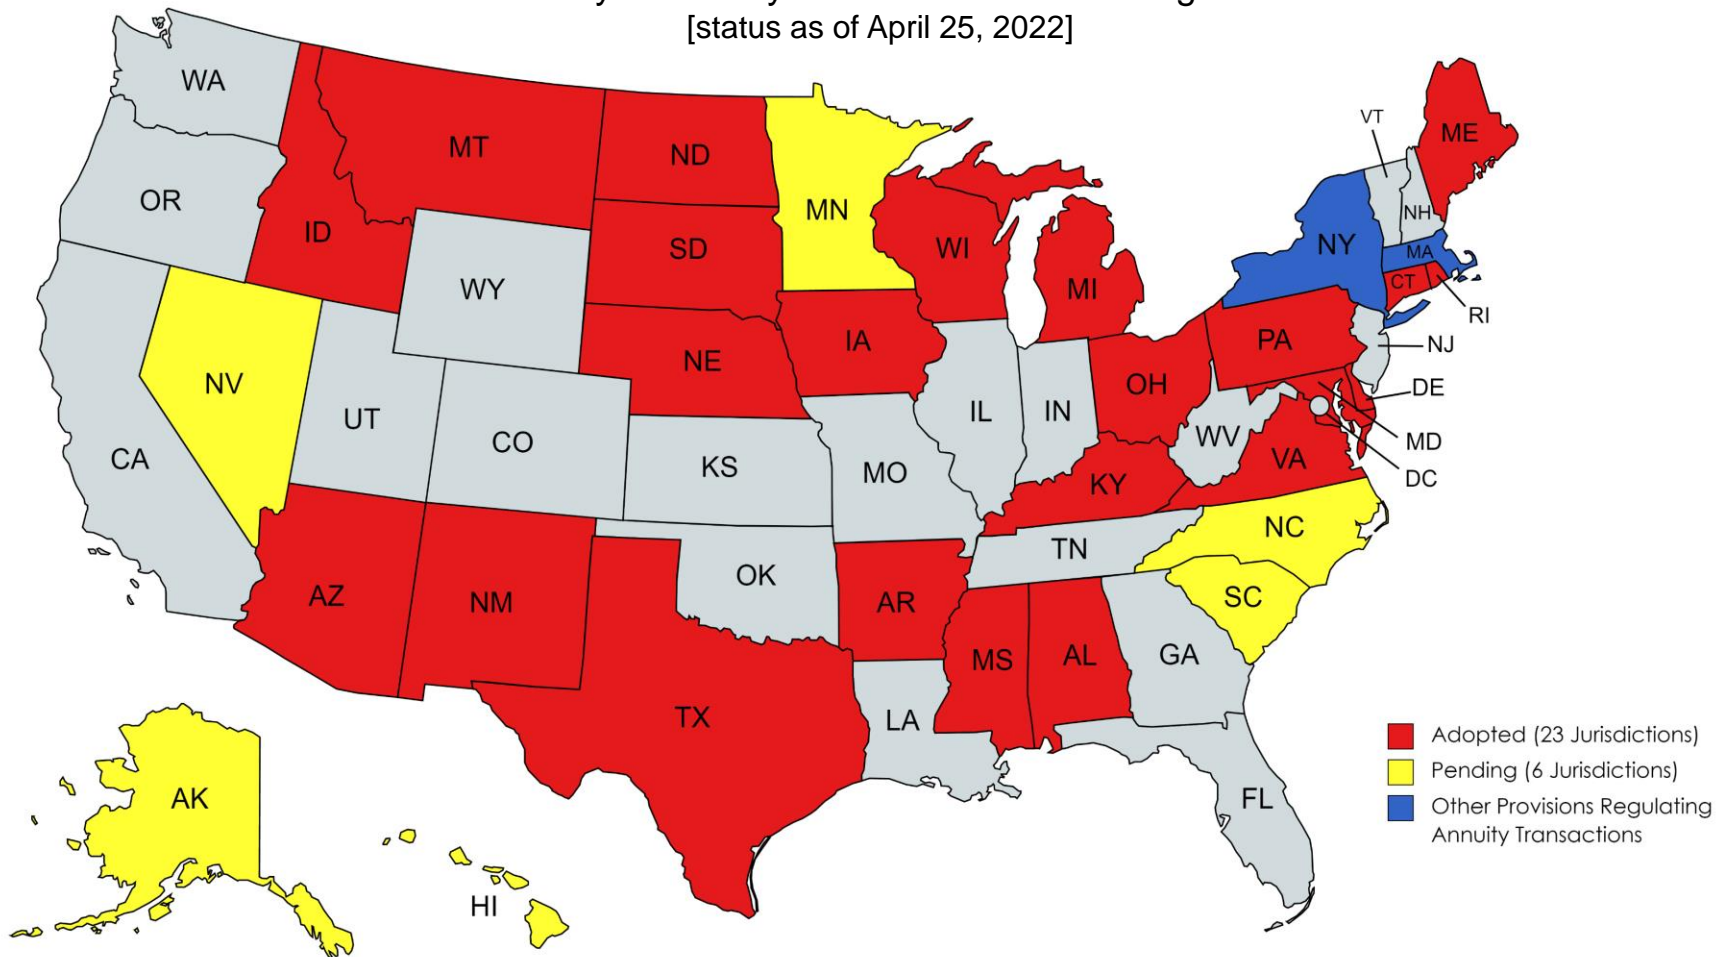 [status as of April 25, 2022]
WA
MT
ND
MN
VT
ME
OR
ID
SD
WI
MI
NY
NH
MA
CT
RI
WY
NE
IA
PA
NJ
NV
UT
CO
KS
MO
IL
IN
OH
DE
WV
VA
MD
DC
CA
KY
NC
TN
SC
AZ
NM
OK
AR
MS
AL
GA
TX
LA
FL
AK
HI
Adopted (23 Jurisdictions)
Pending (6 Jurisdictions)
Other Provisions Regulating
Annuity Transactions